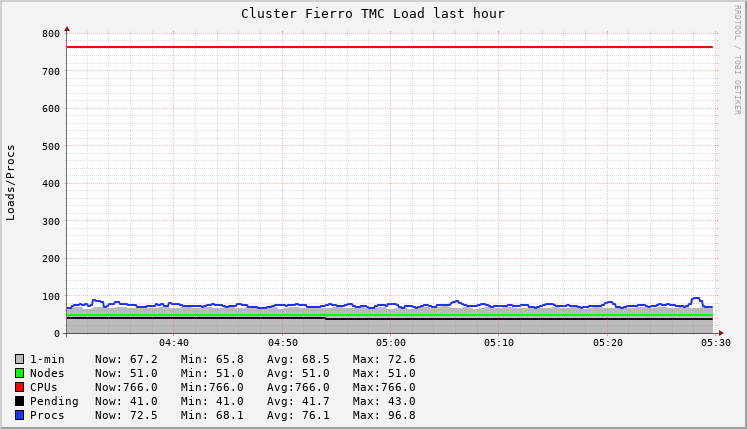 Cluster Fierro TMC Load last hour
RRDTOOL / TOBI OETIKER
Loads/Procs
800
700
600
500
400
300
200
100
0
04:40 04:50 05:00 05:10 05:20 05:30
1-min Now: 67.2 Min: 65.8 Avg: 68.5 Max: 72.6
Nodes Now: 51.0 Min: 51.0 Avg: 51.0 Max: 51.0
CPUs Now:766.0 Min:766.0 Avg:766.0 Max:766.0
Pending Now: 41.0 Min: 41.0 Avg: 41.7 Max: 43.0
Procs Now: 72.5 Min: 68.1 Avg: 76.1 Max: 96.8